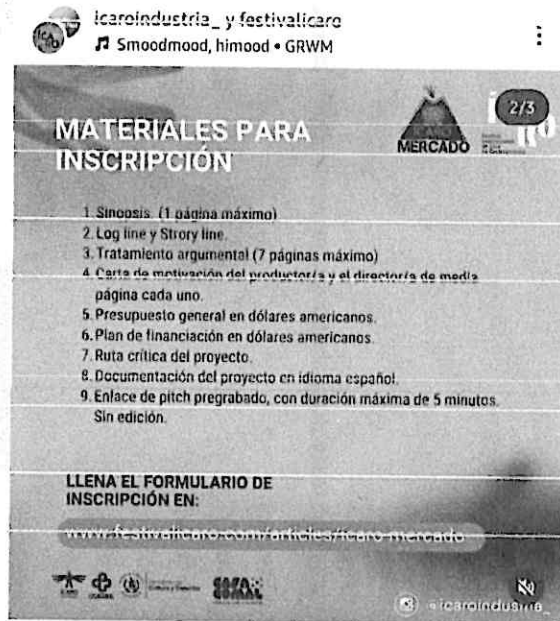 icaroindustria_ y festivalicaro
Smoodmood, himood • GRWM
2/3
MATERIALES PARA
INSCRIPCIÓN
ICARO
MERCADO
1. Sinopsis. (1 página máximo)
2. Log line y Strory line.
3. Tratamiento argumental (7 páginas máximo)
4. Carta de motivación del productor/a y el director/a de media
página cada uno.
5. Presupuesto general en dólares americanos.
6. Plan de financiación en dólares americanos.
7. Ruta crítica del proyecto.
8. Documentación del proyecto en idioma español.
9. Enlace de pitch pregrabado, con duración máxima de 5 minutos.
Sin edición.
LLENA EL FORMULARIO DE
INSCRIPCIÓN EN:
www.festivalicaro.com/articles/icaro-mercado
icaroindustria_